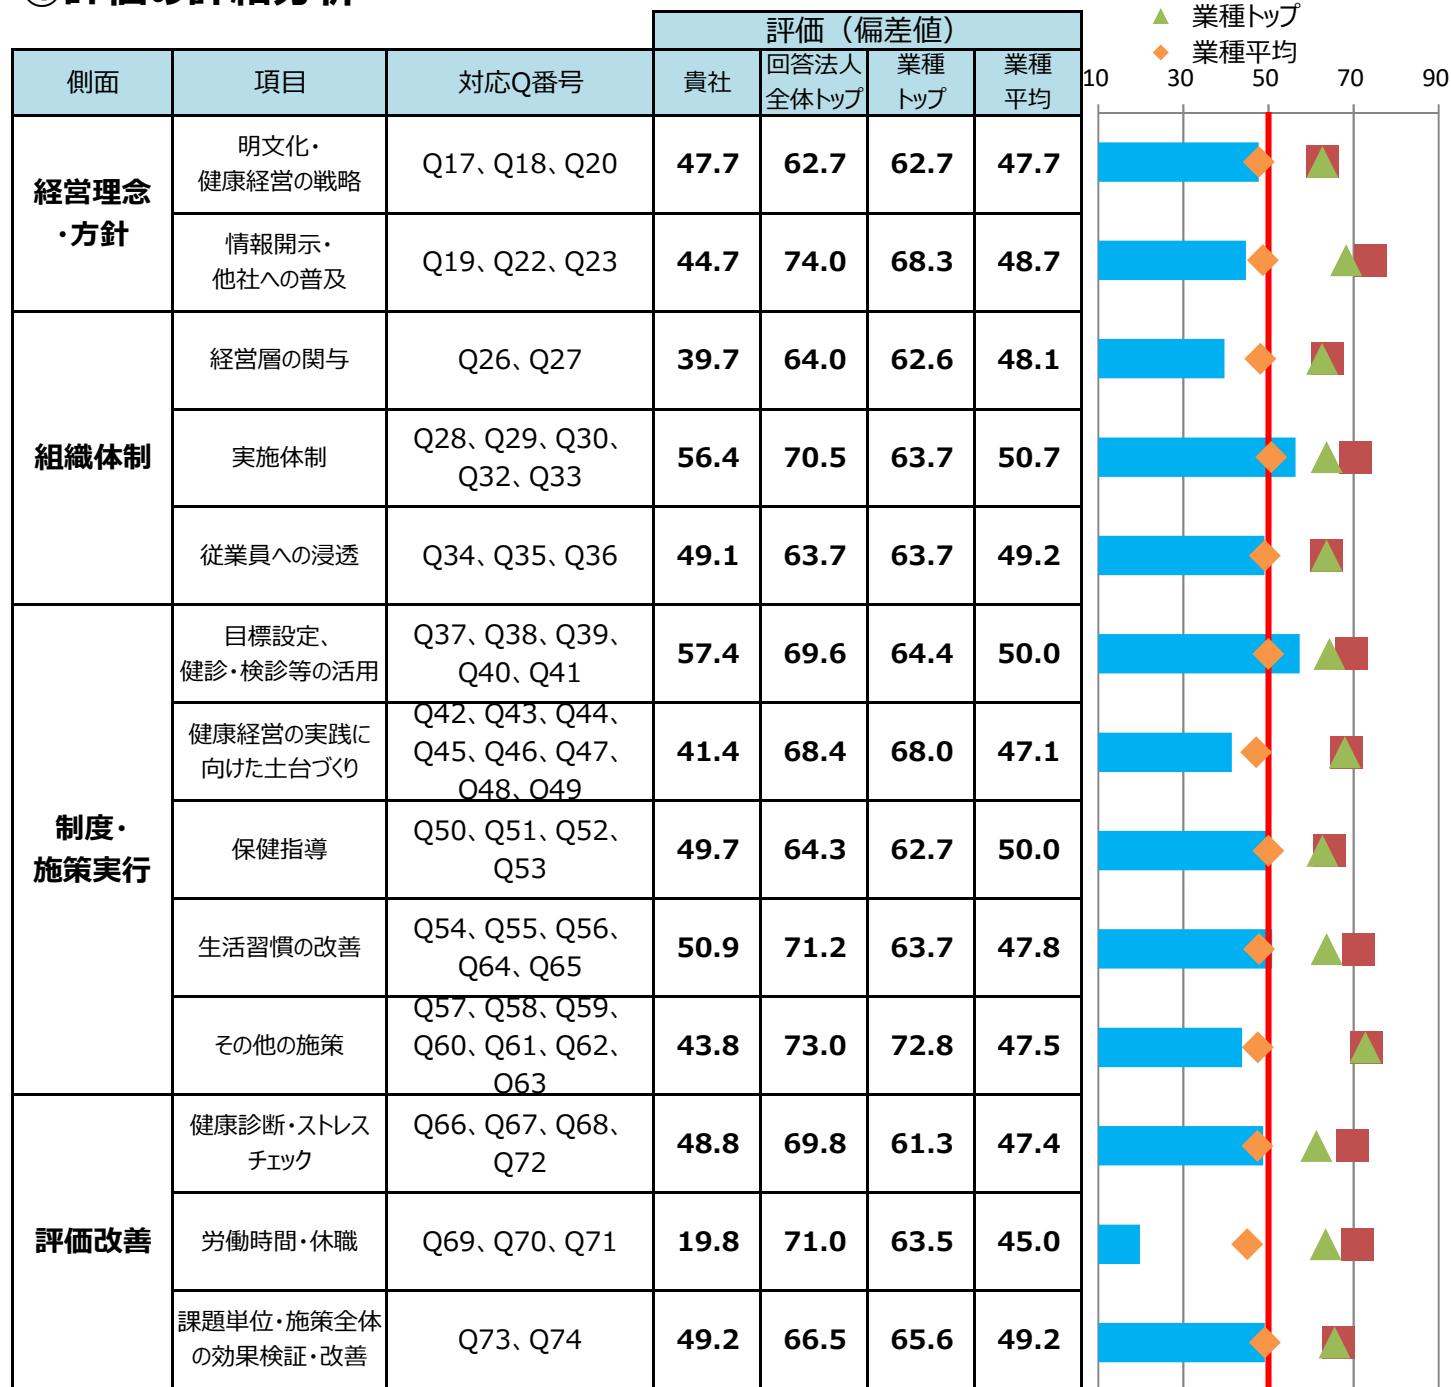 ③評価の詳細分析
▲ 業種トップ
◆ 業種平均
評価（偏差値）
側面 項目 対応Q番号 貴社 回答法人 全体トップ 業種 トップ 業種 平均
10 30 50 70 90
経営理念
・方針
明文化・
健康経営の戦略
Q17、Q18、Q20
47.7 62.7 62.7 47.7
情報開示・
他社への普及
Q19、Q22、Q23
44.7 74.0 68.3 48.7
組織体制
経営層の関与
Q26、Q27
39.7 64.0 62.6 48.1
実施体制
Q28、Q29、Q30、
Q32、Q33
56.4 70.5 63.7 50.7
従業員への浸透
Q34、Q35、Q36
49.1 63.7 63.7 49.2
制度・
施策実行
目標設定、
健診・検診等の活用
Q37、Q38、Q39、
Q40、Q41
57.4 69.6 64.4 50.0
健康経営の実践に
向けた土台づくり
Q42、Q43、Q44、
Q45、Q46、Q47、
Q48、Q49
41.4 68.4 68.0 47.1
保健指導
Q50、Q51、Q52、
Q53
49.7 64.3 62.7 50.0
生活習慣の改善
Q54、Q55、Q56、
Q64、Q65
50.9 71.2 63.7 47.8
その他の施策
Q57、Q58、Q59、
Q60、Q61、Q62、
Q63
43.8 73.0 72.8 47.5
評価改善
健康診断・ストレス
チェック
Q66、Q67、Q68、
Q72
48.8 69.8 61.3 47.4
労働時間・休職
Q69、Q70、Q71
19.8 71.0 63.5 45.0
課題単位・施策全体
の効果検証・改善
Q73、Q74
49.2 66.5 65.6 49.2